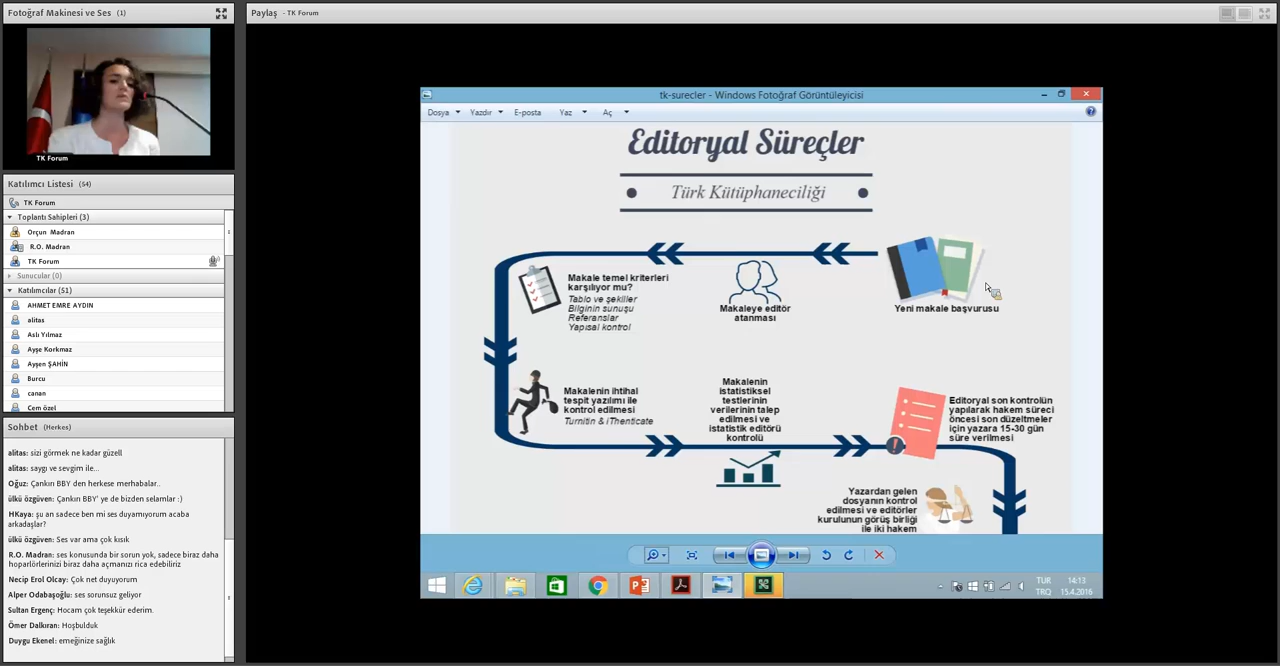 Fotoğraf Makinesi ve Ses (1)
TK Forum
Katılımcı Listesi (54)
TK Forum
Toplantı Sahipleri (3)
Orçun Madran
R.O. Madran
TK Forum
Sunucular (0)
Katılımcılar (51)
AHMET EMRE AYDIN
alitas
Aslı Yılmaz
Ayşe Korkmaz
Ayşen ŞAHİN
Burcu
canan
Cem özel
Sohbet (Herkes)
alitas: sizi görmek ne kadar güzell
alitas: saygı ve sevgim ile...
Oğuz: Çankırı BBY den herkese merhabalar..
ülkü özgüven: Çankırı BBY' ye de bizden selamlar :)
HKaya: şu an sadece ben mi ses duyamıyorum acaba
arkadaşlar?
ülkü özgüven: Ses var ama çok kısık
R.O. Madran: ses konusunda bir sorun yok, sadece biraz daha
hoparlörlerinizi biraz daha açmanızı rica edebiliriz
Necip Erol Olcay: Çok net duyuyorum
Alper Odabaşoğlu: ses sorunsuz geliyor
Sultan Ergenç: Hocam çok teşekkür ederim.
Ömer Dalkıran: Hoşbulduk
Duygu Ekenel: emeğinize sağlık
Paylaş - TK Forum
tk-surecler - Windows Fotoğraf Görüntüleyicisi
Dosya Yazdır E-posta Yaz Aç
Editoryal Süreçler
Türk Kütüphaneciliği
Yeni makale başvurusu
Makaleye editör
atanması
Makale temel kriterleri
karşılıyor mu?
Tablo ve şekiller
Bilginin sunuşu
Referanslar
Yapısal kontrol
Makalenin ihtihal
tespit yazılımı ile
kontrol edilmesi
Turnitin & iThenticate
Makalenin
istatistiksel
testlerinin
verilerinin talep
edilmesi ve
istatistik editörü
kontrolü
Editoryal son kontrolün
yapılarak hakem süreci
öncesi son düzeltmeler
için yazara 15-30 gün
süre verilmesi
Yazardan gelen
dosyanın kontrol
edilmesi ve editörler
kurulunun görüş birliği
ile iki hakem
TUR
TRQ
14:13
15.4.2016